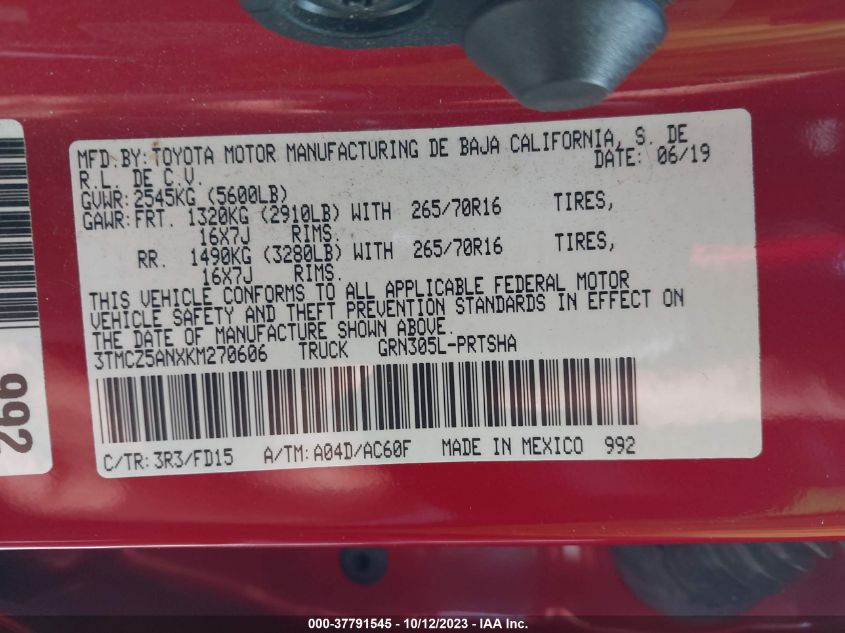 MFD.BY:TOYOTA MOTOR MANUFACTURING DE BAJA CALIFORNIA, S. DE
R.L. DE C.V. DATE: 06/19
GVWR:2545KG (5600LB)
GAWR:FRT. 1320KG (2910LB) WITH 265/70R16 TIRES,
16X7J RIMS.
RR. 1490KG (3280LB) WITH 265/70R16 TIRES,
16X7J RIMS.
THIS VEHICLE CONFORMS TO ALL APPLICABLE FEDERAL MOTOR
VEHICLE SAFETY AND THEFT PREVENTION STANDARDS IN EFFECT ON
THE DATE OF MANUFACTURE SHOWN ABOVE.
3TMCZ5ANXKM270606 TRUCK GRN305L-PRTSHA
C/TR:3R3/FD15 A/TM:A04D/AC60F MADE IN MEXICO 992
992
000-37791545 - 10/12/2023 - IAA Inc.